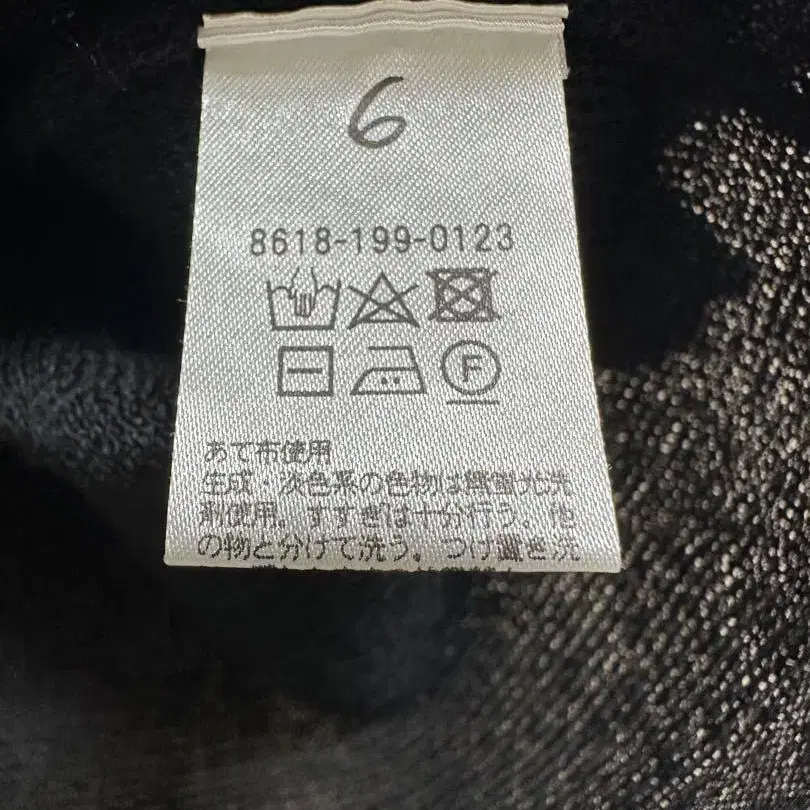 6
8618-199-0123
F
あて布使用
生成・淡色系の色物は無蛍光洗
剤使用。すすぎは十分行う。他
の物と分けて洗う。つけ置き洗